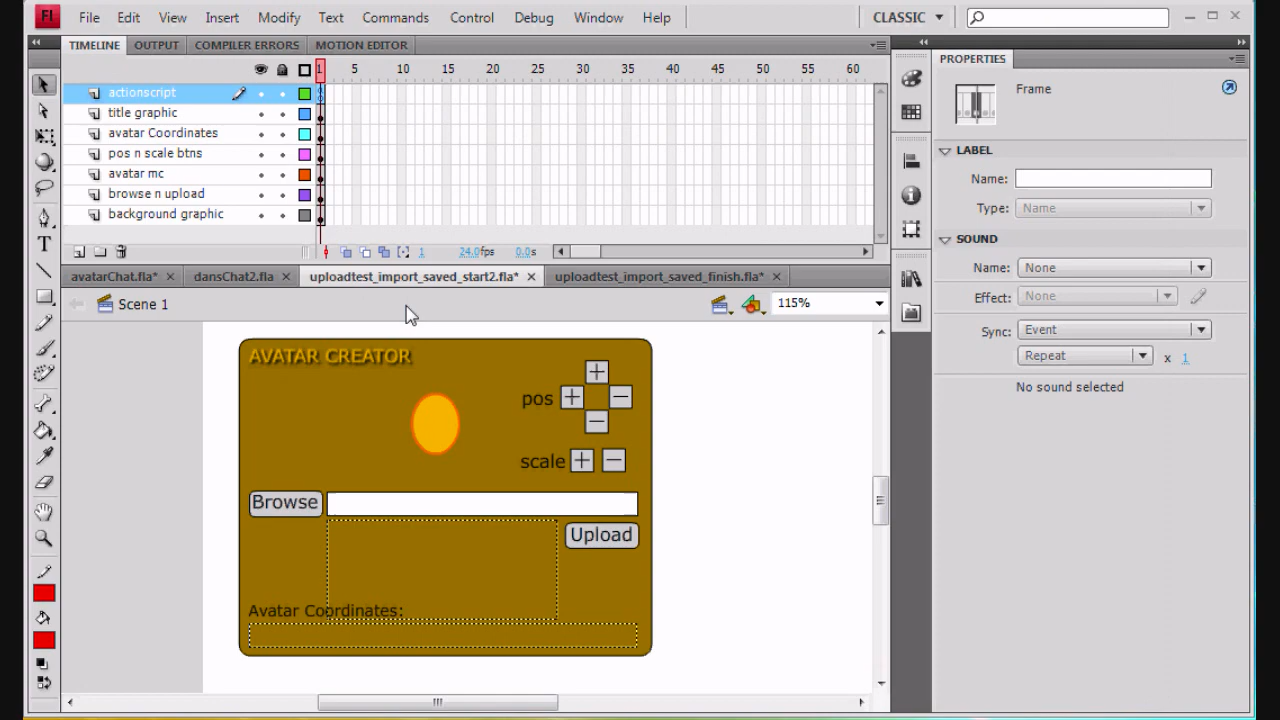 Fl File Edit View Insert Modify Text Commands Control Debug Window Help CLASSIC
TIMELINE OUTPUT COMPILER ERRORS MOTION EDITOR
PROPERTIES
1 5 10 15 20 25 30 35 40 45 50 55 60
actionscript
title graphic
avatar Coordinates
pos n scale btns
avatar mc
browse n upload
background graphic
1 24.0fps 0.0s
avatarChat.fla* dansChat2.fla uploadtest_import_saved_start2.fla* uploadtest_import_saved_finish.fla*
Scene 1 115%
AVATAR CREATOR
pos
scale
Browse
Upload
Avatar Coordinates:
Frame
LABEL
Name:
Type: Name
SOUND
Name: None
Effect: None
Sync: Event
Repeat x 1
No sound selected